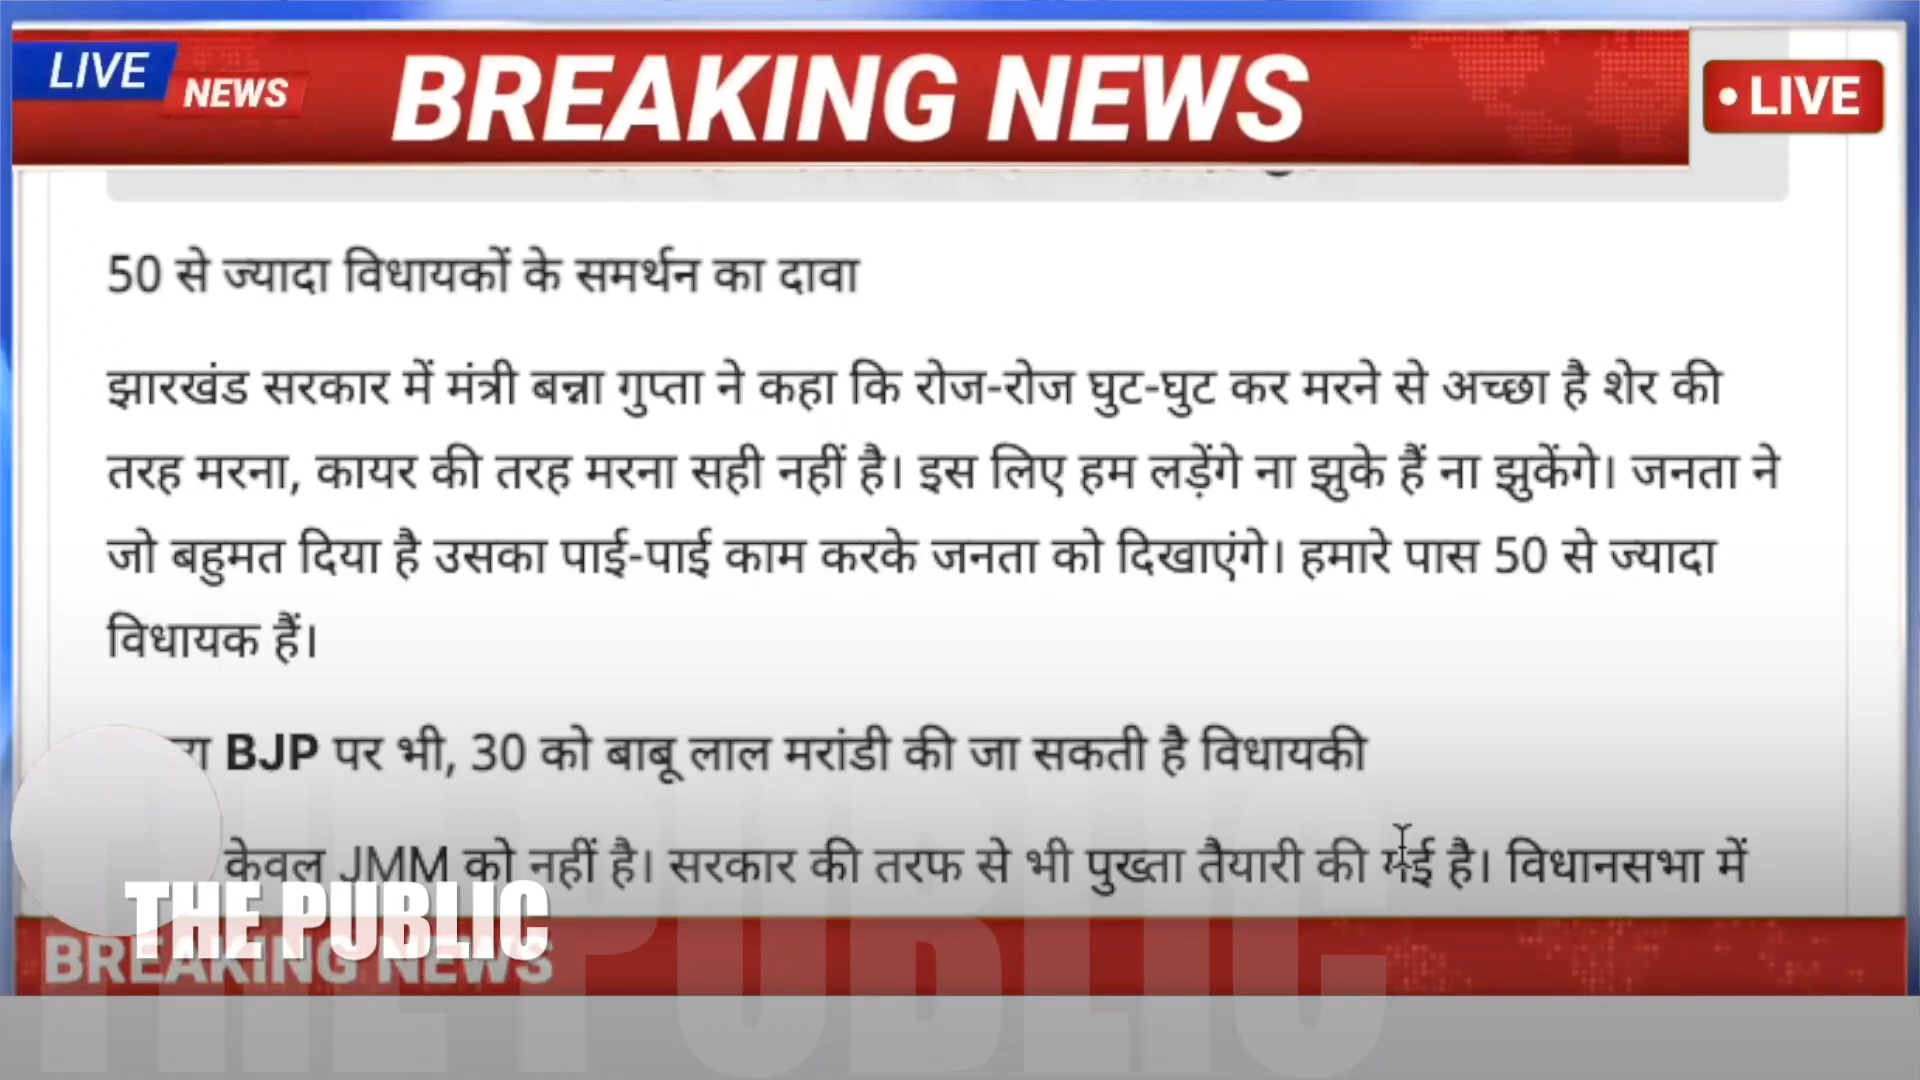 LIVE
NEWS
BREAKING NEWS
LIVE
50 से ज्यादा विधायकों के समर्थन का दावा
झारखंड सरकार में मंत्री बन्ना गुप्ता ने कहा कि रोज-रोज घुट-घुट कर मरने से अच्छा है शेर की
तरह मरना, कायर की तरह मरना सही नहीं है। इस लिए हम लड़ेंगे ना झुके हैं ना झुकेंगे। जनता ने
जो बहुमत दिया है उसका पाई-पाई काम करके जनता को दिखाएंगे। हमारे पास 50 से ज्यादा
विधायक हैं।
BJP पर भी, 30 को बाबू लाल मरांडी की जा सकती है विधायकी
केवल JMM को नहीं है। सरकार की तरफ से भी पुख्ता तैयारी की गई है। विधानसभा में
THE PUBLIC
BREAKING NEWS
THE PUBLIC